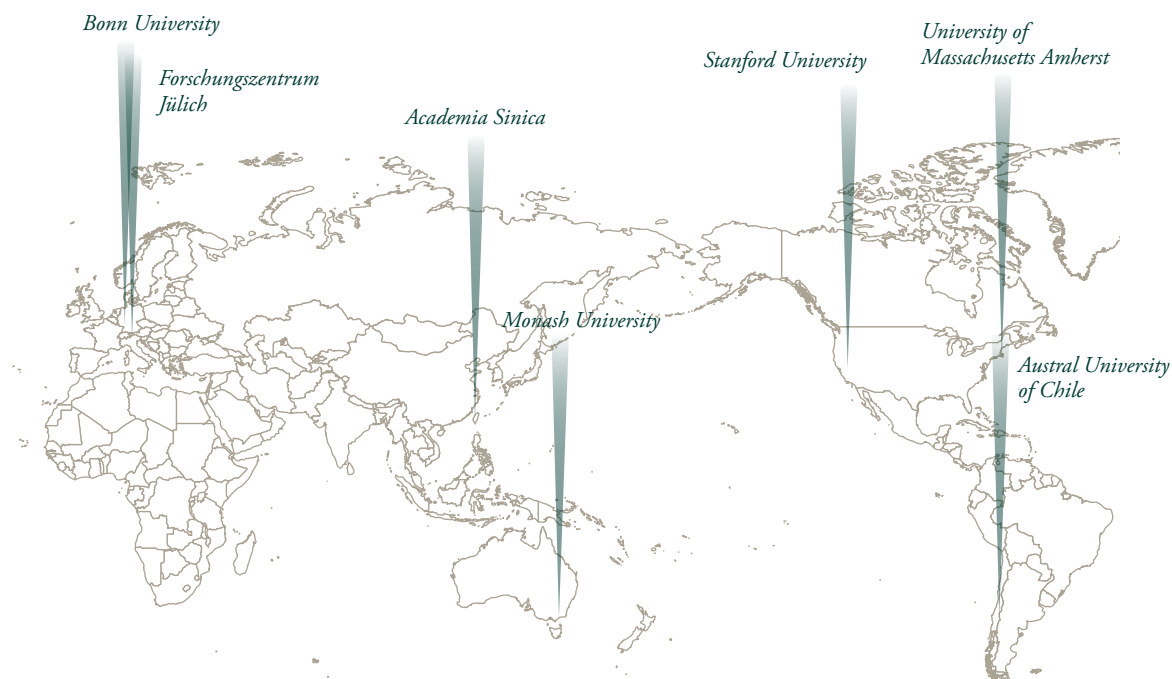 Bonn University
Forschungszentrum
Jülich
Academia Sinica
Monash University
Stanford University
University of
Massachusetts Amherst
Austral University
of Chile